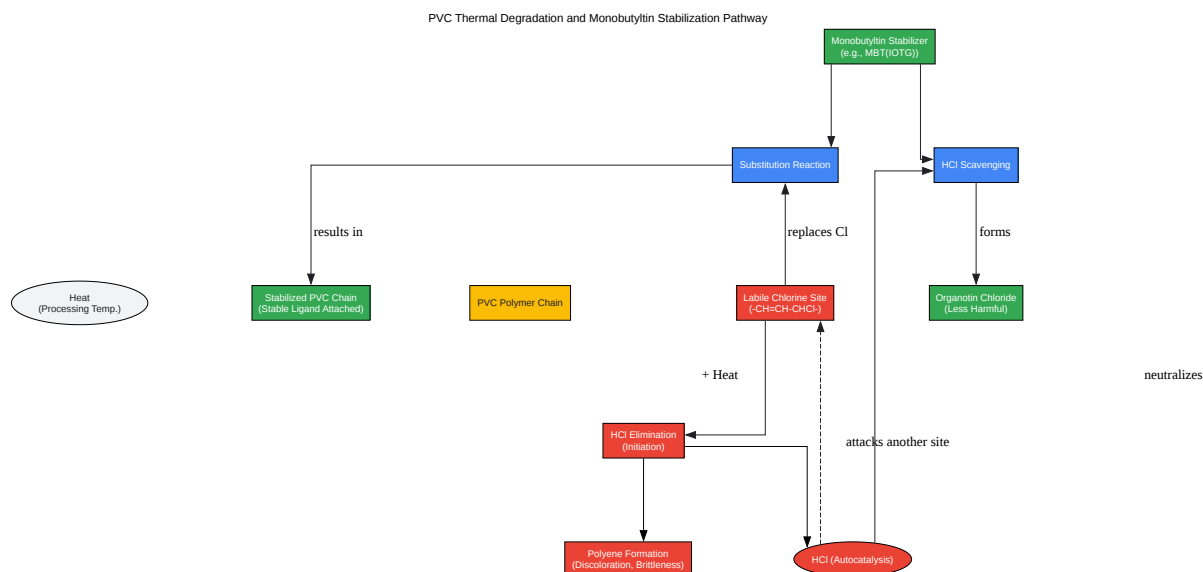 PVC Thermal Degradation and Monobutyltin Stabilization Pathway
Monobutyltin Stabilizer
(e.g., MBT(IOTG))
Substitution Reaction
HCl Scavenging
results in
replaces Cl
forms
Heat
(Processing Temp.)
Stabilized PVC Chain
(Stable Ligand Attached)
PVC Polymer Chain
Labile Chlorine Site
(-CH=CH-CHCl-)
Organotin Chloride
(Less Harmful)
+ Heat
neutralizes
HCl Elimination
(Initiation)
attacks another site
Polyene Formation
(Discoloration, Brittleness)
HCl (Autocatalysis)